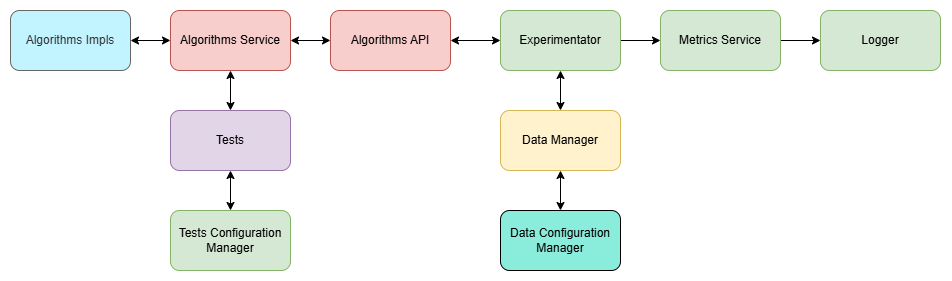 Algorithms Impls
Algorithms Service
Algorithms API
Experimentator
Metrics Service
Logger
Tests
Data Manager
Tests Configuration
Manager
Data Configuration
Manager